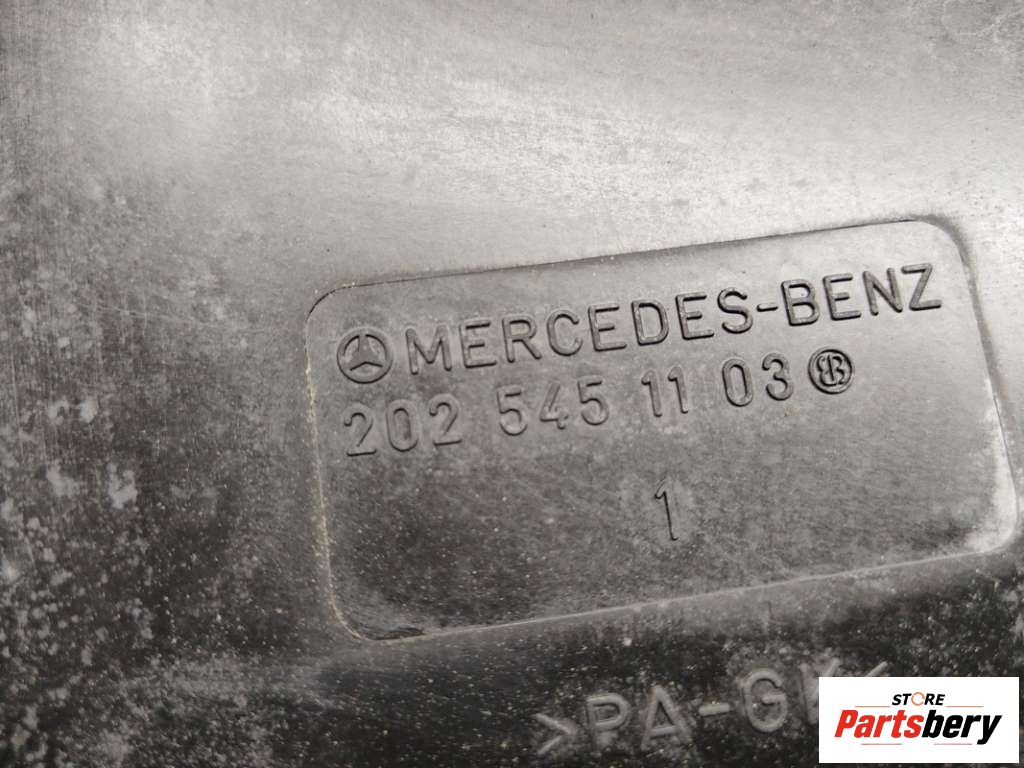 MERCEDES-BENZ
202 545 11 03
1
>PA-G
STORE
Partsbery